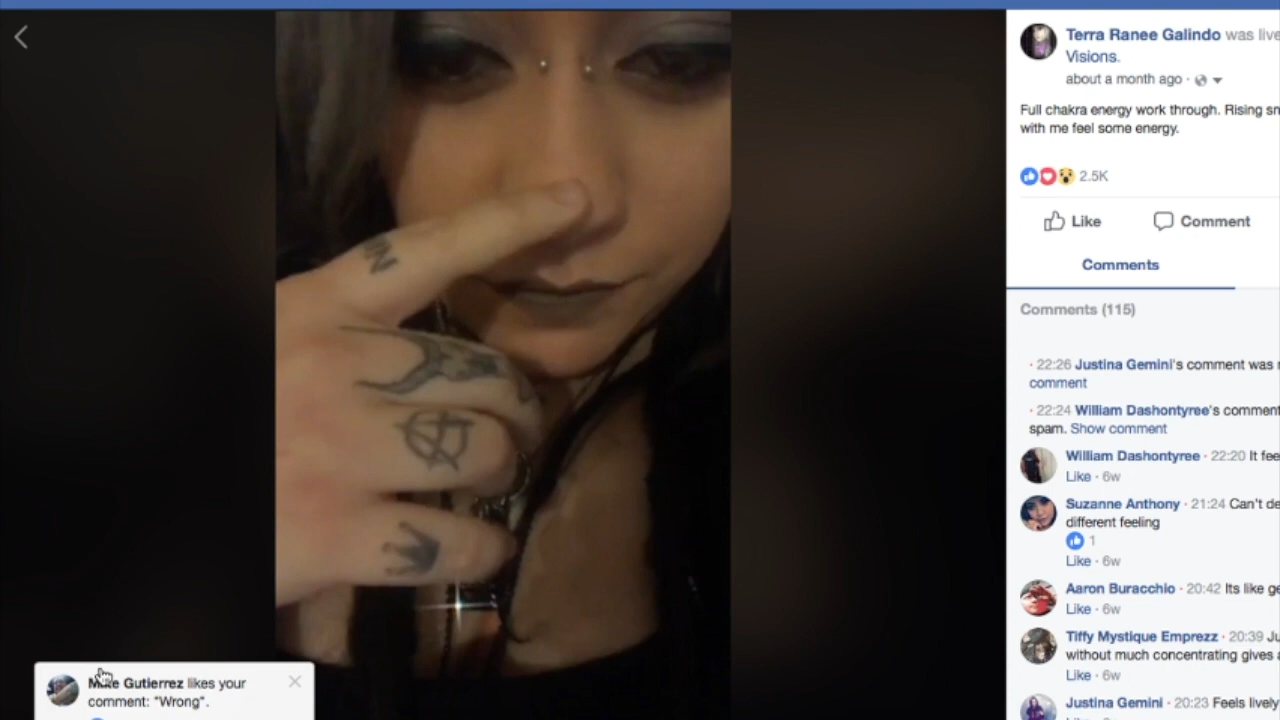 Terra Ranee Galindo was live
Visions.
about a month ago
Full chakra energy work through. Rising
with me feel some energy.
2.5K
Like Comment
Comments
Comments (115)
22:26 Justina Gemini's comment was
comment
22:24 William Dashontyree's comment
spam. Show comment
William Dashontyree · 22:20 It
Like · 6w
Suzanne Anthony · 21:24 Can't
different feeling
1
Like · 6w
Aaron Buracchio · 20:42 Its like
Like · 6w
Tiffy Mystique Emprezz · 20:39
without much concentrating gives
Like · 6w
Justina Gemini · 20:23 Feels lively
Mike Gutierrez likes your
comment: "Wrong".